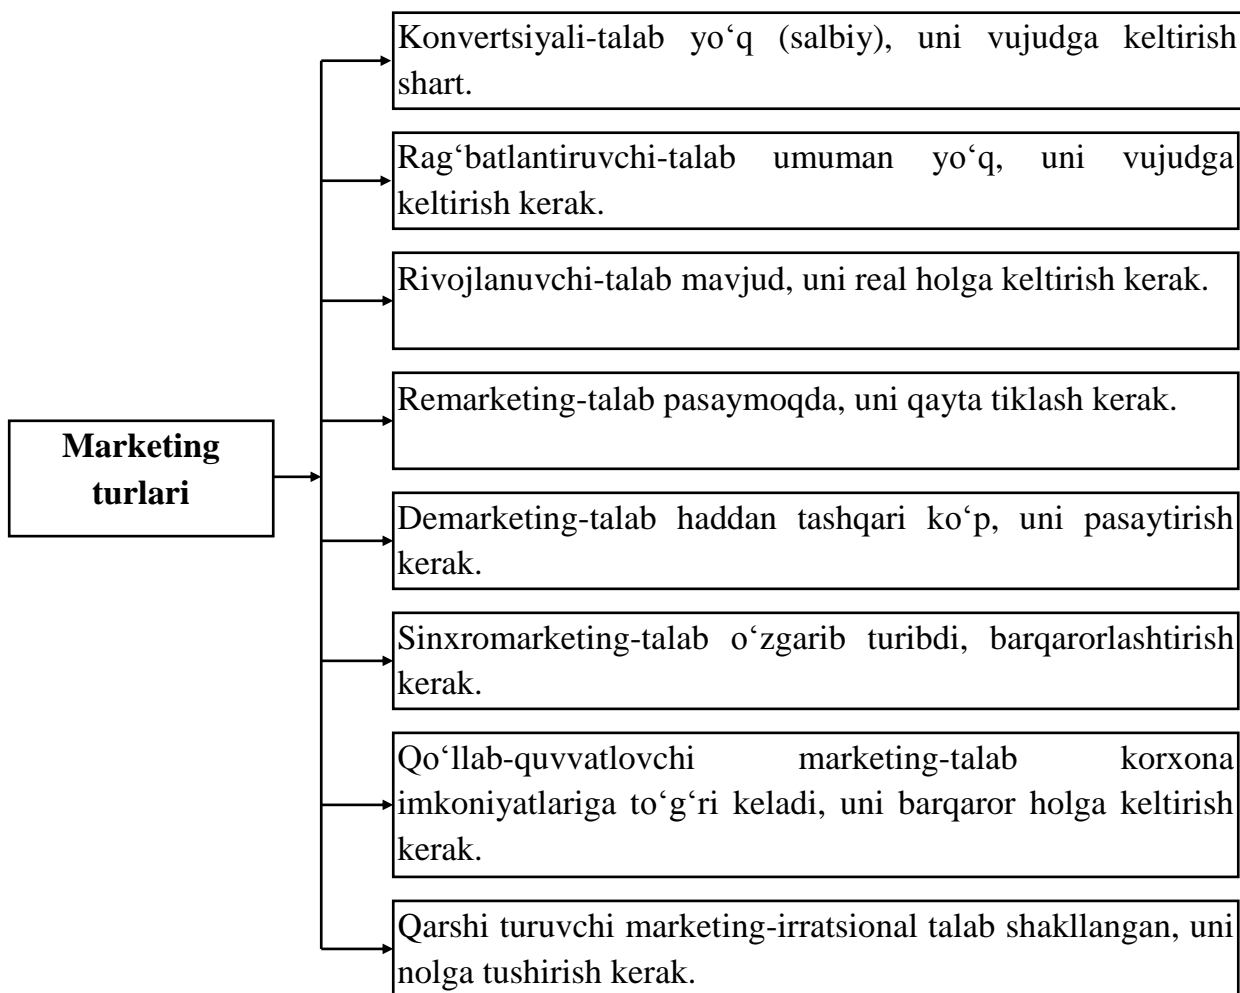 Konvertsiyali-talab yo‘q (salbiy), uni vujudga keltirish
shart.
Rag‘batlantiruvchi-talab umuman yo‘q, uni vujudga
keltirish kerak.
Rivojlanuvchi-talab mavjud, uni real holga keltirish kerak.
Remarketing-talab pasaymoqda, uni qayta tiklash kerak.
Marketing
turlari
Demarketing-talab haddan tashqari ko‘p, uni pasaytirish
kerak.
Sinxromarketing-talab o‘zgarib turibdi, barqarorlashtirish
kerak.
Qo‘llab-quvvatlovchi marketing-talab korxona
imkoniyatlariga to‘g‘ri keladi, uni barqaror holga keltirish
kerak.
Qarshi turuvchi marketing-irratsional talab shakllangan, uni
nolga tushirish kerak.